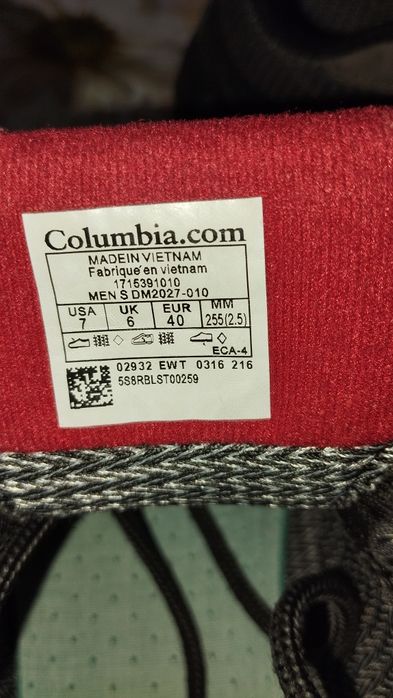 Columbia.com
MADEIN VIETNAM
Fabrique'en vietnam
1715391010
MEN S DM2027-010
USA UK EUR MM
7 6 40 255(2.5)
ECA-4
02932 EWT 0316 216
5S8RBLST00259